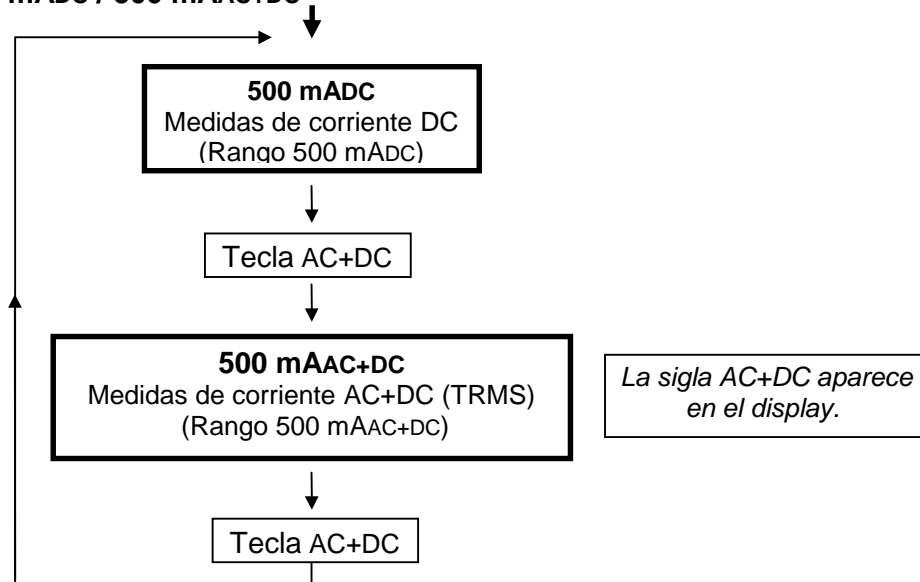 500 mADC
Medidas de corriente DC
(Rango 500 mADC)
Tecla AC+DC
500 mAAC+DC
Medidas de corriente AC+DC (TRMS)
(Rango 500 mAAC+DC)
La sigla AC+DC aparece
en el display.
Tecla AC+DC